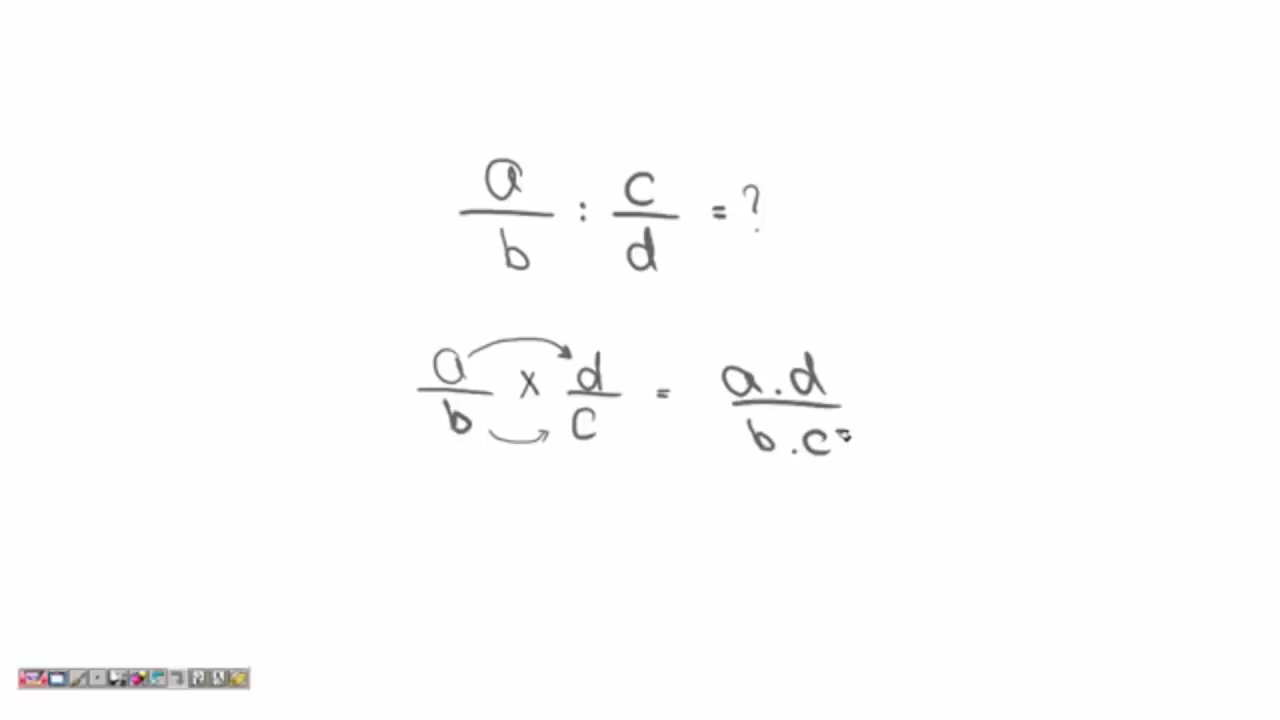 a/b : c/d = ?
a/b x d/c = a.d/b.c